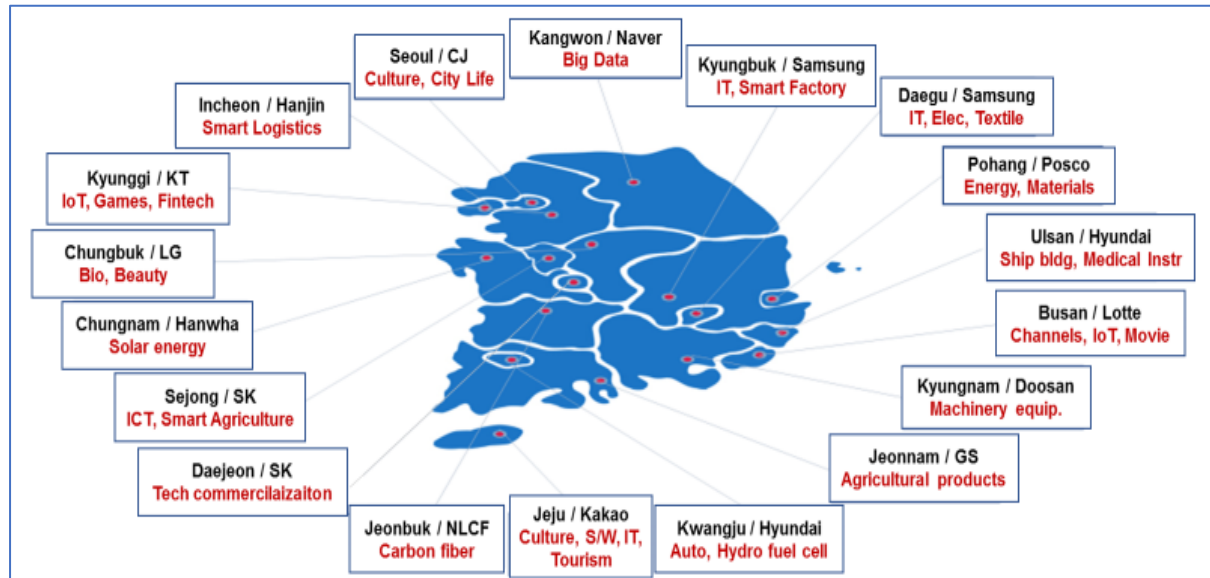 Kangwon / Naver
Big Data
Seoul / CJ
Culture, City Life
Kyungbuk / Samsung
IT, Smart Factory
Incheon / Hanjin
Smart Logistics
Daegu / Samsung
IT, Elec, Textile
Kyunggi / KT
IoT, Games, Fintech
Pohang / Posco
Energy, Materials
Chungbuk / LG
Bio, Beauty
Ulsan / Hyundai
Ship bldg, Medical Instr
Chungnam / Hanwha
Solar energy
Busan / Lotte
Channels, IoT, Movie
Sejong / SK
ICT, Smart Agriculture
Kyungnam / Doosan
Machinery equip.
Daejeon / SK
Tech commercilaizaiton
Jeonnam / GS
Agricultural products
Jeonbuk / NLCF
Carbon fiber
Jeju / Kakao
Culture, S/W, IT,
Tourism
Kwangju / Hyundai
Auto, Hydro fuel cell